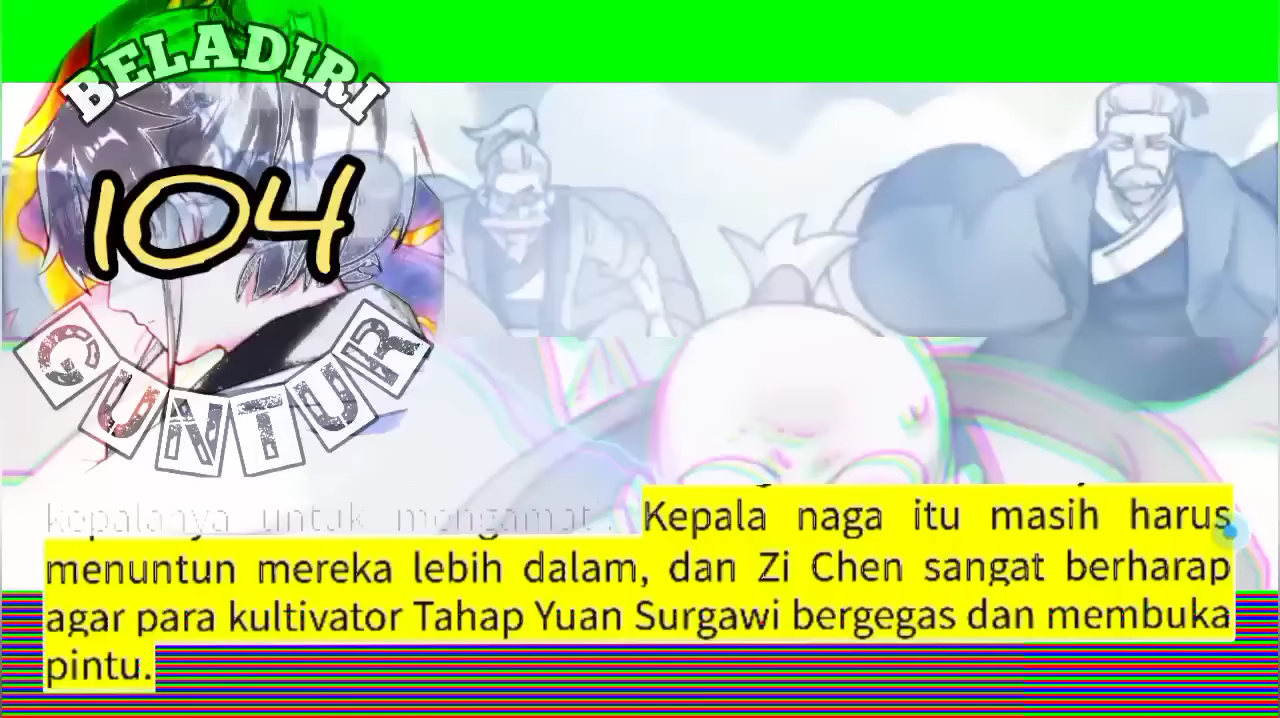 BELADIRI
104
GUNTUR
kepalanya untuk mengamati. Kepala naga itu masih harus
menuntun mereka lebih dalam, dan Zi Chen sangat berharap
agar para kultivator Tahap Yuan Surgawi bergegas dan membuka
pintu.